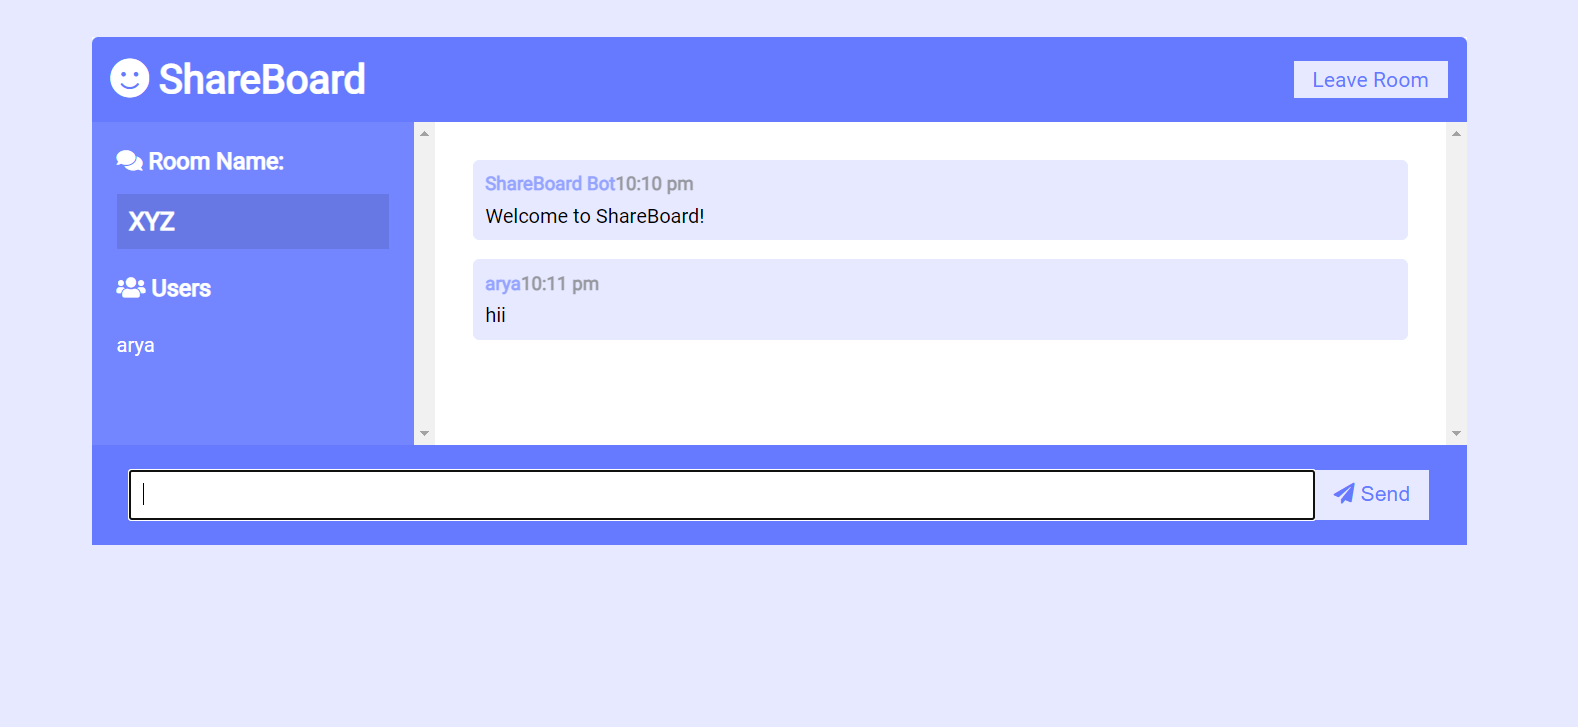 ShareBoard
Leave Room
Room Name:
XYZ
Users
arya
ShareBoard Bot10:10 pm
Welcome to ShareBoard!
arya10:11 pm
hii
Send